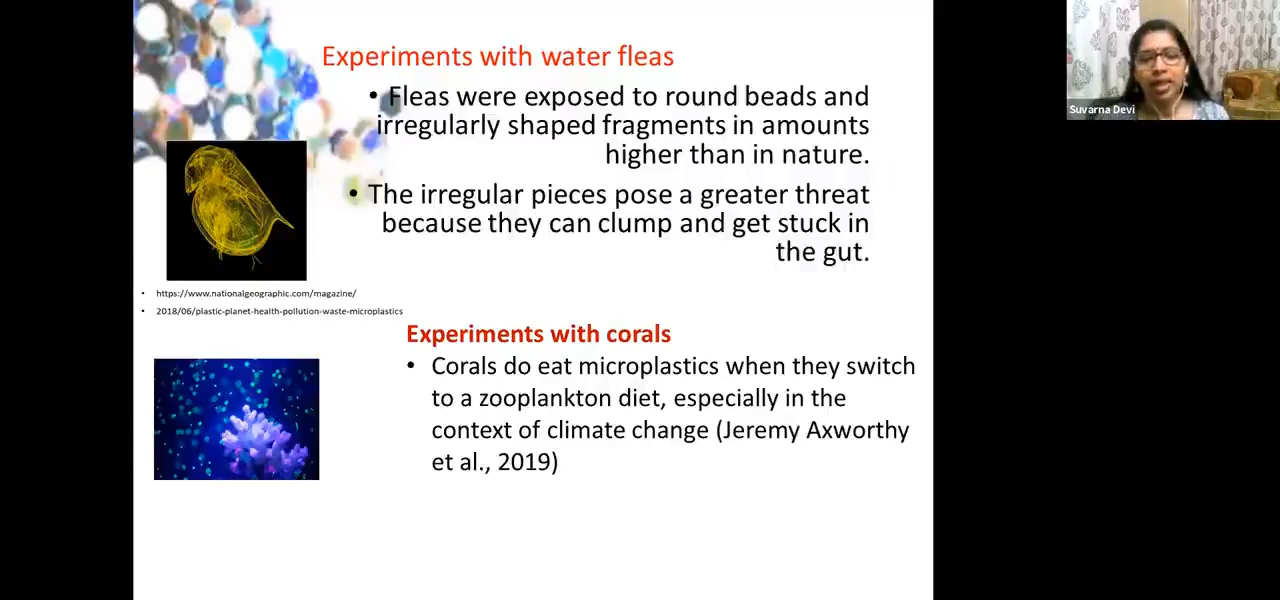 Experiments with water fleas
• Fleas were exposed to round beads and
irregularly shaped fragments in amounts
higher than in nature.
• The irregular pieces pose a greater threat
because they can clump and get stuck in
the gut.
• https://www.nationalgeographic.com/magazine/
• 2018/06/plastic-planet-health-pollution-waste-microplastics
Experiments with corals
• Corals do eat microplastics when they switch
to a zooplankton diet, especially in the
context of climate change (Jeremy Axworthy
et al., 2019)
Suvarna Devi